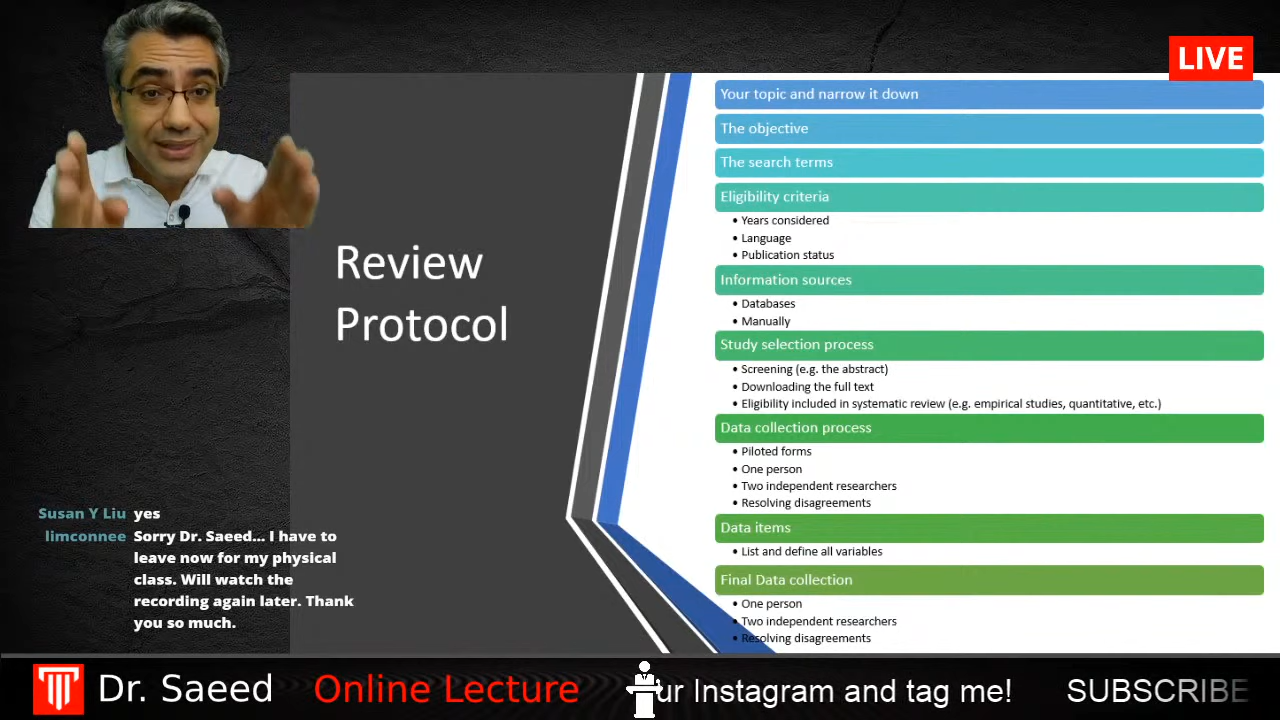 LIVE
Review
Protocol
Your topic and narrow it down
The objective
The search terms
Eligibility criteria
• Years considered
• Language
• Publication status
Information sources
• Databases
• Manually
Study selection process
• Screening (e.g. the abstract)
• Downloading the full text
• Eligibility included in systematic review (e.g. empirical studies, quantitative, etc.)
Data collection process
• Piloted forms
• One person
• Two independent researchers
• Resolving disagreements
Data items
• List and define all variables
Final Data collection
• One person
• Two independent researchers
• Resolving disagreements
Susan Y Liu yes
limconnee Sorry Dr. Saeed... I have to
leave now for my physical
class. Will watch the
recording again later. Thank
you so much.
Dr. Saeed Online Lecture ur Instagram and tag me! SUBSCRIBE